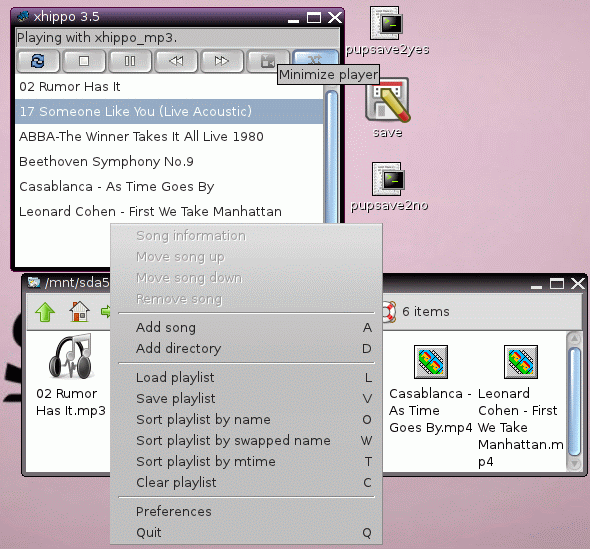 xhippo 3.5
Playing with xhippo_mp3.
Minimize player
02 Rumor Has It
17 Someone Like You (Live Acoustic)
ABBA-The Winner Takes It All Live 1980
Beethoven Symphony No.9
Casablanca - As Time Goes By
Leonard Cohen - First We Take Manhattan
pupsave2yes
save
pupsave2no
Song information
Move song up
Move song down
Remove song
Add song A
Add directory D
Load playlist L
Save playlist V
Sort playlist by name O
Sort playlist by swapped name W
Sort playlist by mtime T
Clear playlist C
Preferences
Quit Q
/mnt/sda5
6 items
02 Rumor
Has It.mp3
Casablanca -
As Time
Goes By.mp4
Leonard
Cohen - First
We Take
Manhattan.m
p4